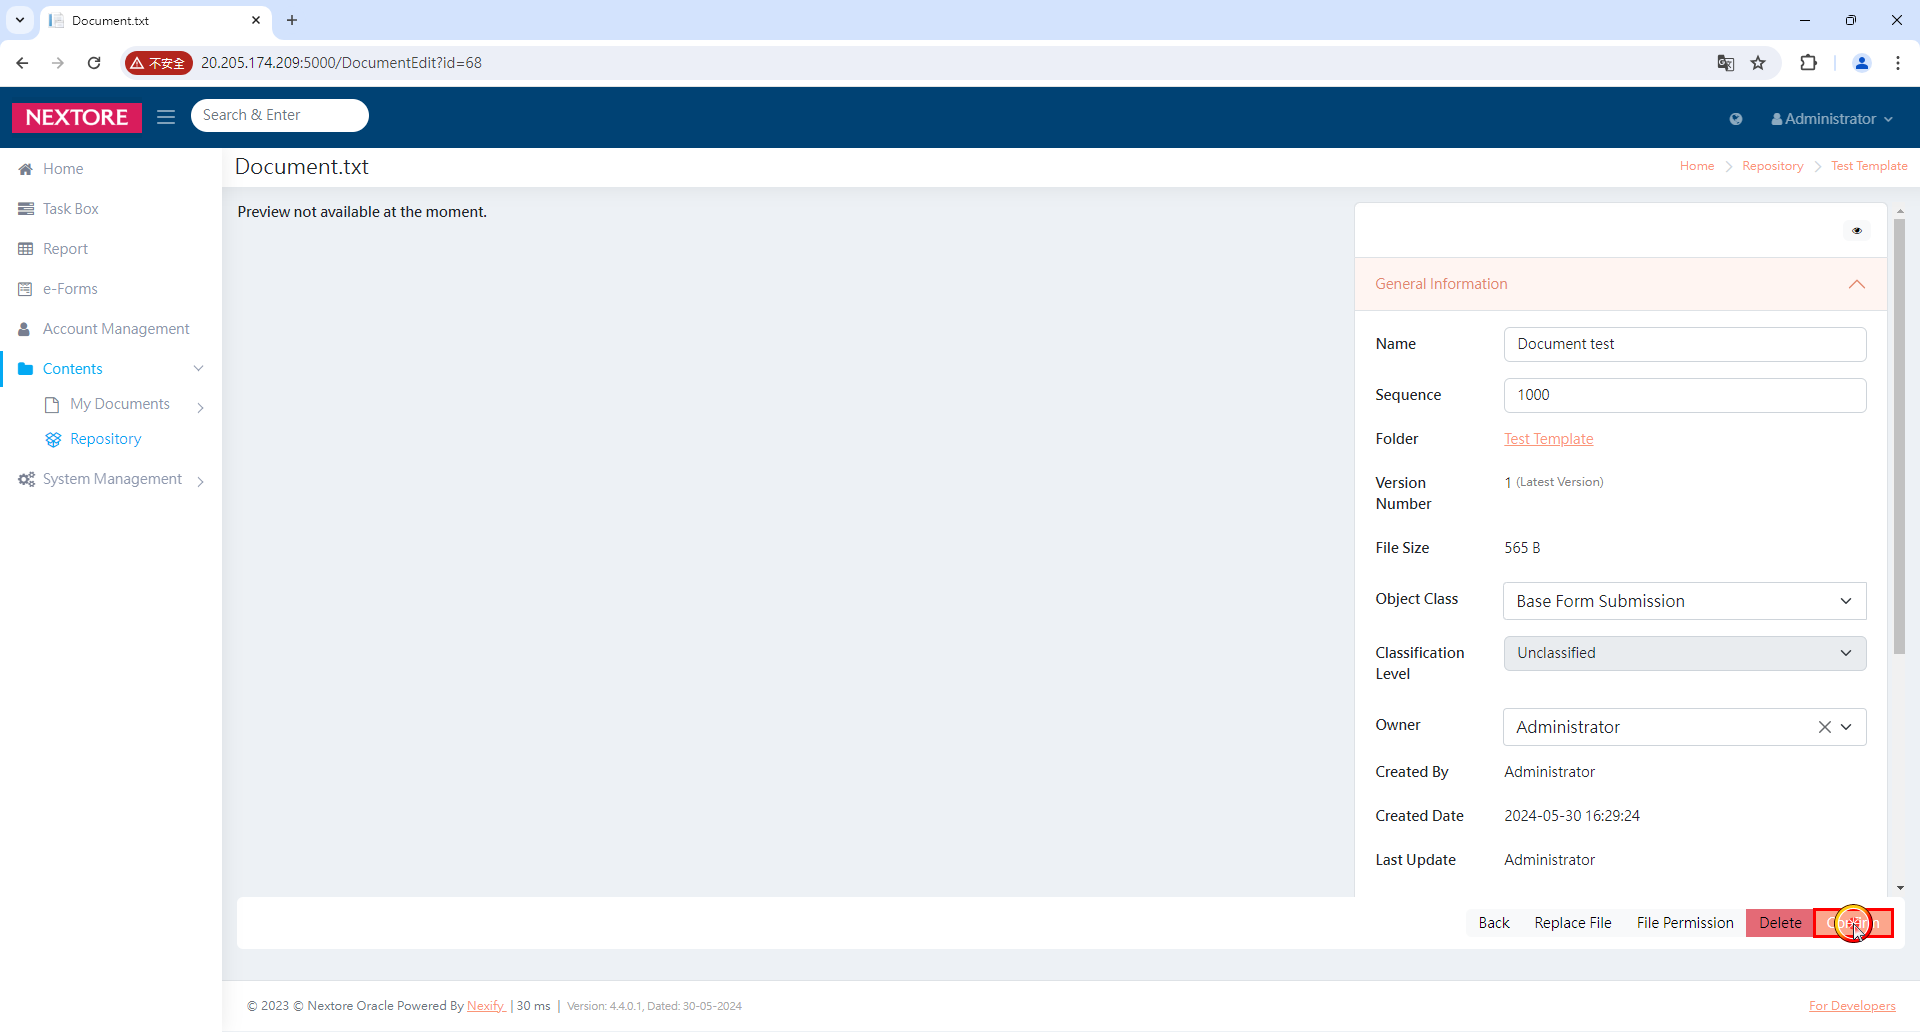 Document.txt
不安全
20.205.174.209:5000/DocumentEdit?id=68
NEXTORE
Search & Enter
Administrator
Home
Task Box
Report
e-Forms
Account Management
Contents
My Documents
Repository
System Management
Document.txt
Home
Repository
Test Template
Preview not available at the moment.
General Information
Name
Document test
Sequence
1000
Folder
Test Template
Version Number
1 (Latest Version)
File Size
565 B
Object Class
Base Form Submission
Classification Level
Unclassified
Owner
Administrator
Created By
Administrator
Created Date
2024-05-30 16:29:24
Last Update
Administrator
Back
Replace File
File Permission
Delete
Confirm
© 2023 © Nextore Oracle Powered By Nexify | 30 ms | Version: 4.4.0.1, Dated: 30-05-2024
For Developers